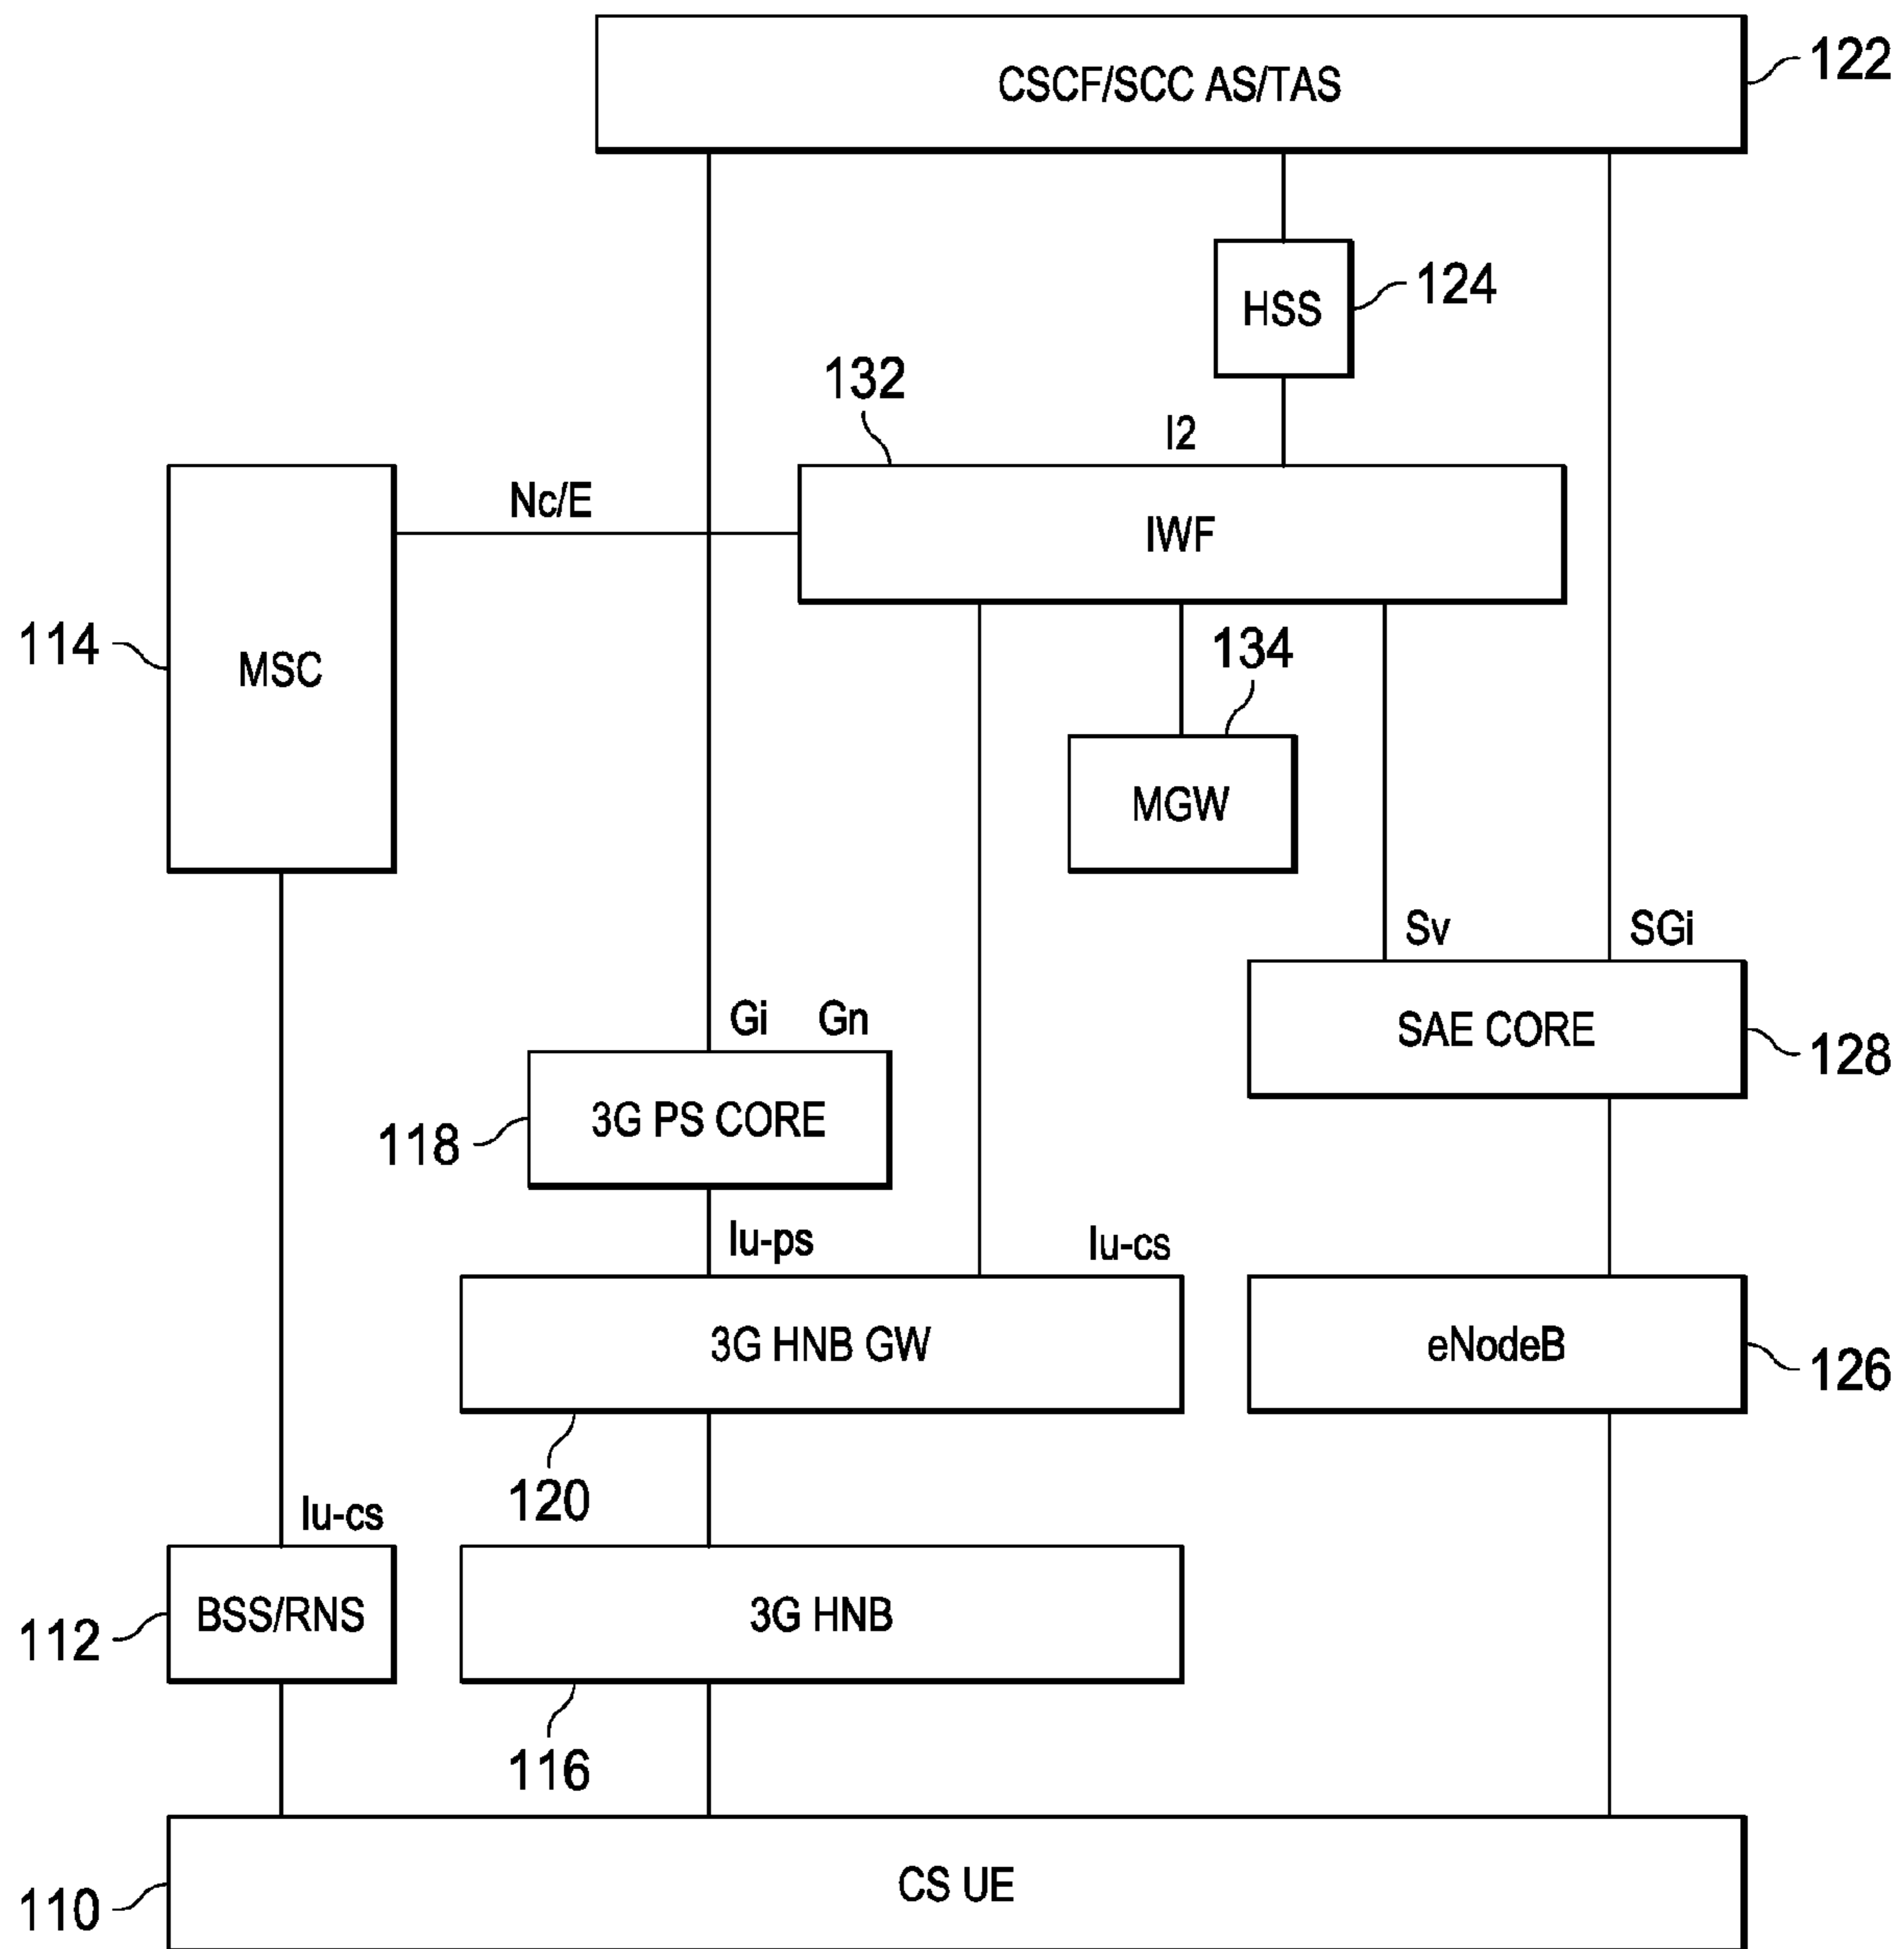 CSCF/SCC AS/TAS
122
HSS
124
132
I2
Nc/E
IWF
114
MSC
134
MGW
Sv
SGi
Gi
Gn
SAE CORE
128
3G PS CORE
118
Iu-ps
Iu-cs
3G HNB GW
eNodeB
126
120
Iu-cs
BSS/RNS
112
3G HNB
116
CS UE
110